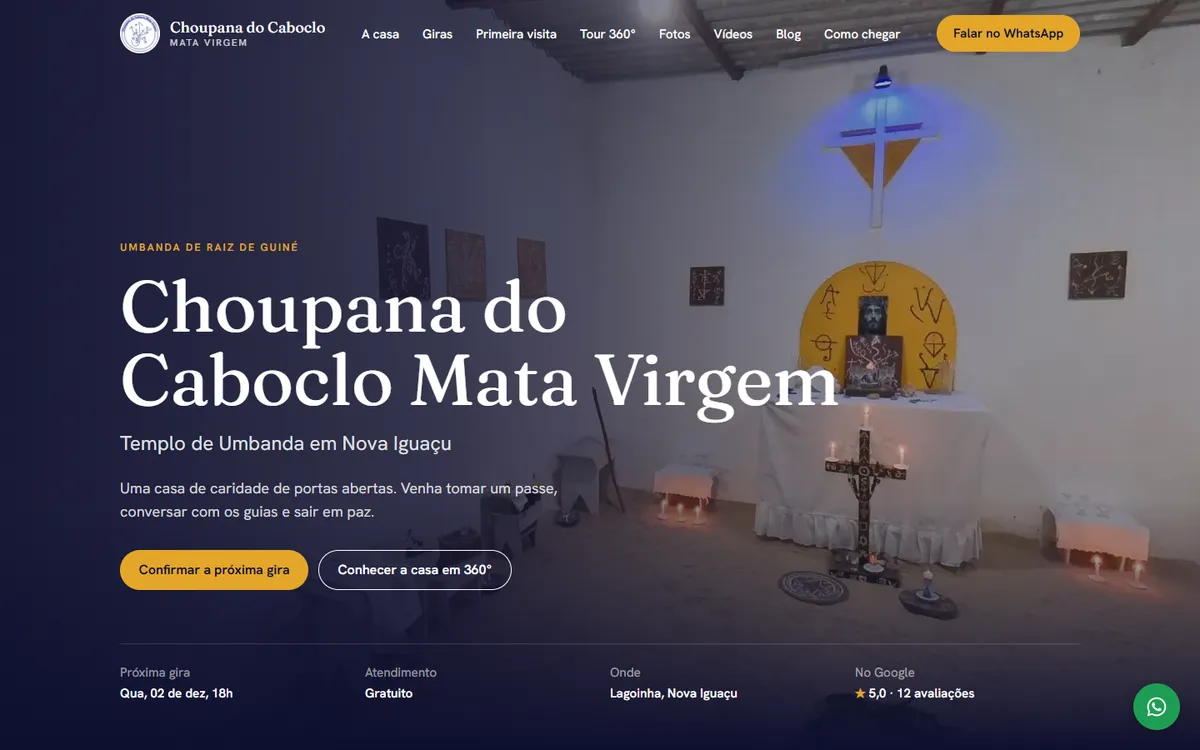 Choupana do Caboclo
MATA VIRGEM
A casa
Giras
Primeira visita
Tour 360°
Fotos
Vídeos
Blog
Como chegar
Falar no WhatsApp
UMBANDA DE RAIZ DE GUINÉ
Choupana do
Caboclo Mata Virgem
Templo de Umbanda em Nova Iguaçu
Uma casa de caridade de portas abertas. Venha tomar um passe,
conversar com os guias e sair em paz.
Confirmar a próxima gira
Conhecer a casa em 360°
Próxima gira
Qua, 02 de dez, 18h
Atendimento
Gratuito
Onde
Lagoinha, Nova Iguaçu
No Google
★ 5,0 · 12 avaliações